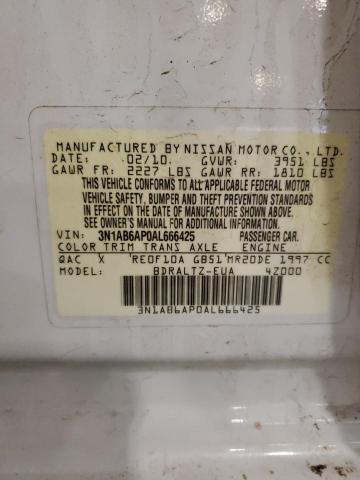 MANUFACTURED BY NISSAN MOTOR CO., LTD.
DATE: 02/10 GVWR: 3951 LBS
GAWR FR: 2227 LBS GAWR RR: 1810 LBS
THIS VEHICLE CONFORMS TO ALL APPLICABLE FEDERAL MOTOR
VEHICLE SAFETY, BUMPER AND THEFT PREVENTION STANDARDS
IN EFFECT ON THE DATE OF MANUFACTURE SHOWN ABOVE.
SEE OWNER'S MANUAL FOR ADDITIONAL INFORMATION.
VIN: 3N1AB6AP0AL666425 PASSENGER CAR.
COLOR TRIM TRANS AXLE ENGINE
QAC X RE0F10A GB51 MR20DE 1997 CC
MODEL: BDRALTZ-EUA 4Z000
3N1AB6AP0AL666425